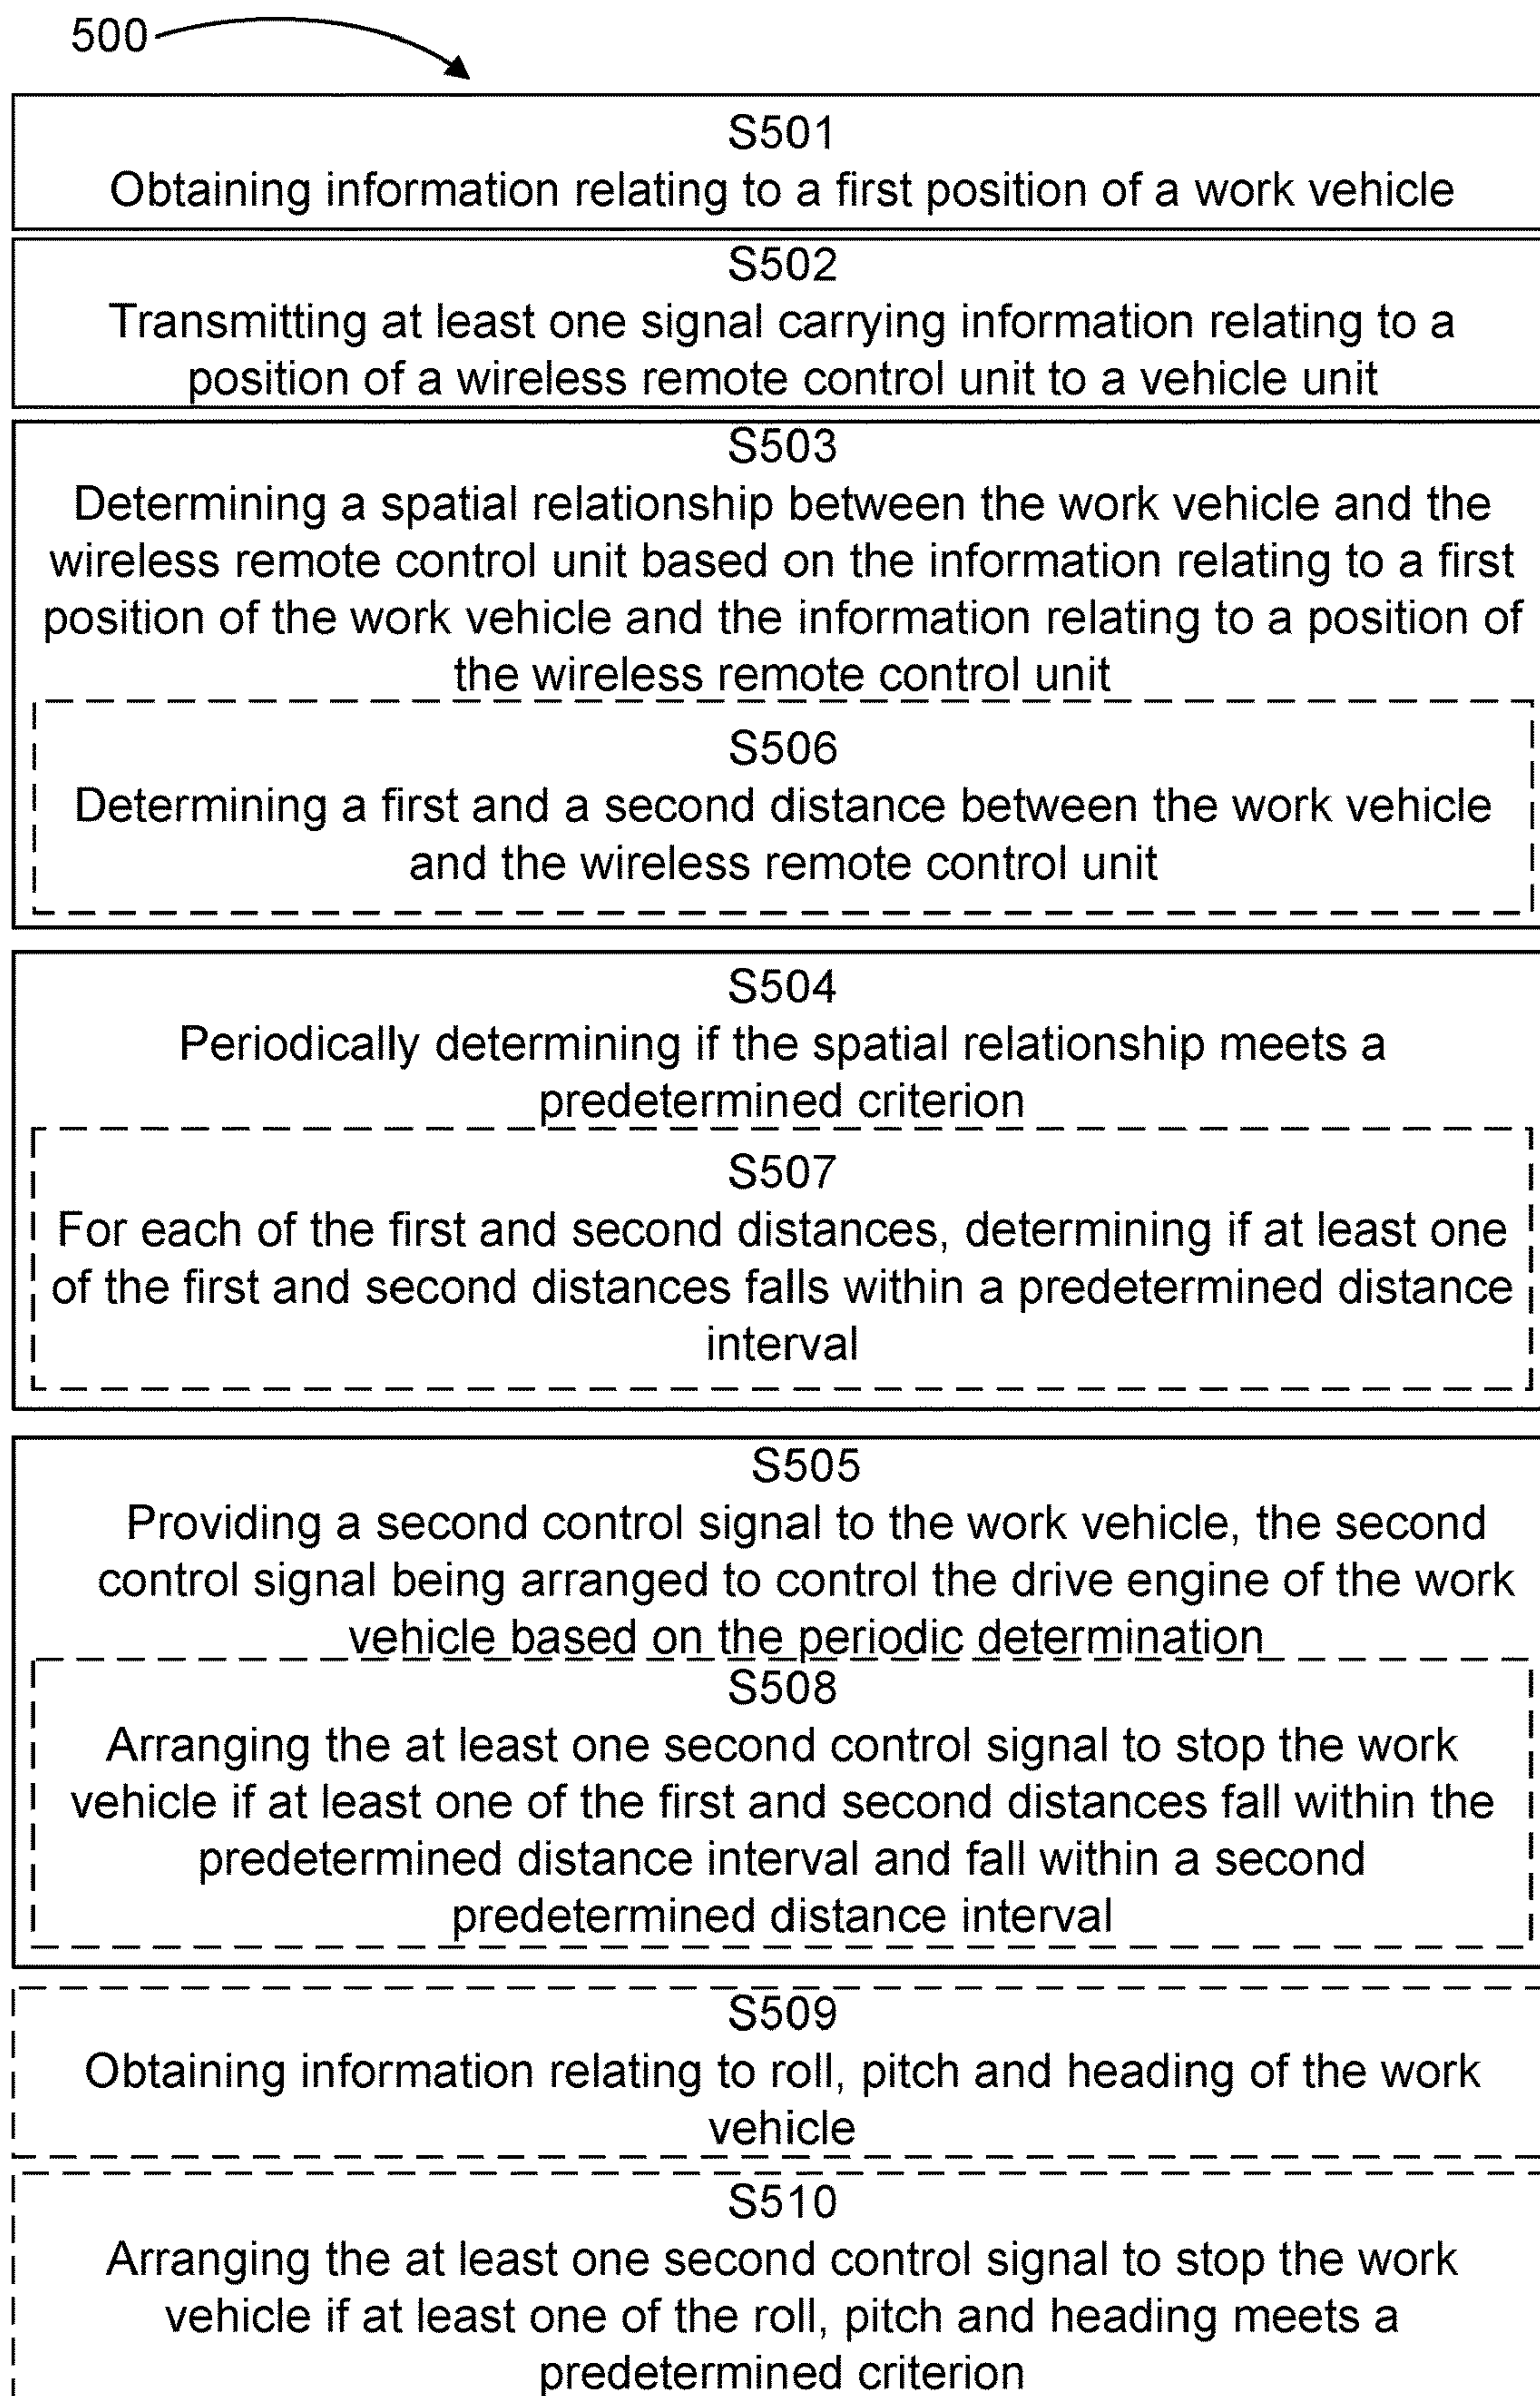 500
S501
Obtaining information relating to a first position of a work vehicle
S502
Transmitting at least one signal carrying information relating to a
position of a wireless remote control unit to a vehicle unit
S503
Determining a spatial relationship between the work vehicle and the
wireless remote control unit based on the information relating to a first
position of the work vehicle and the information relating to a position of
the wireless remote control unit
S506
Determining a first and a second distance between the work vehicle
and the wireless remote control unit
S504
Periodically determining if the spatial relationship meets a
predetermined criterion
S507
For each of the first and second distances, determining if at least one
of the first and second distances falls within a predetermined distance
interval
S505
Providing a second control signal to the work vehicle, the second
control signal being arranged to control the drive engine of the work
vehicle based on the periodic determination
S508
Arranging the at least one second control signal to stop the work
vehicle if at least one of the first and second distances fall within the
predetermined distance interval and fall within a second
predetermined distance interval
S509
Obtaining information relating to roll, pitch and heading of the work
vehicle
S510
Arranging the at least one second control signal to stop the work
vehicle if at least one of the roll, pitch and heading meets a
predetermined criterion